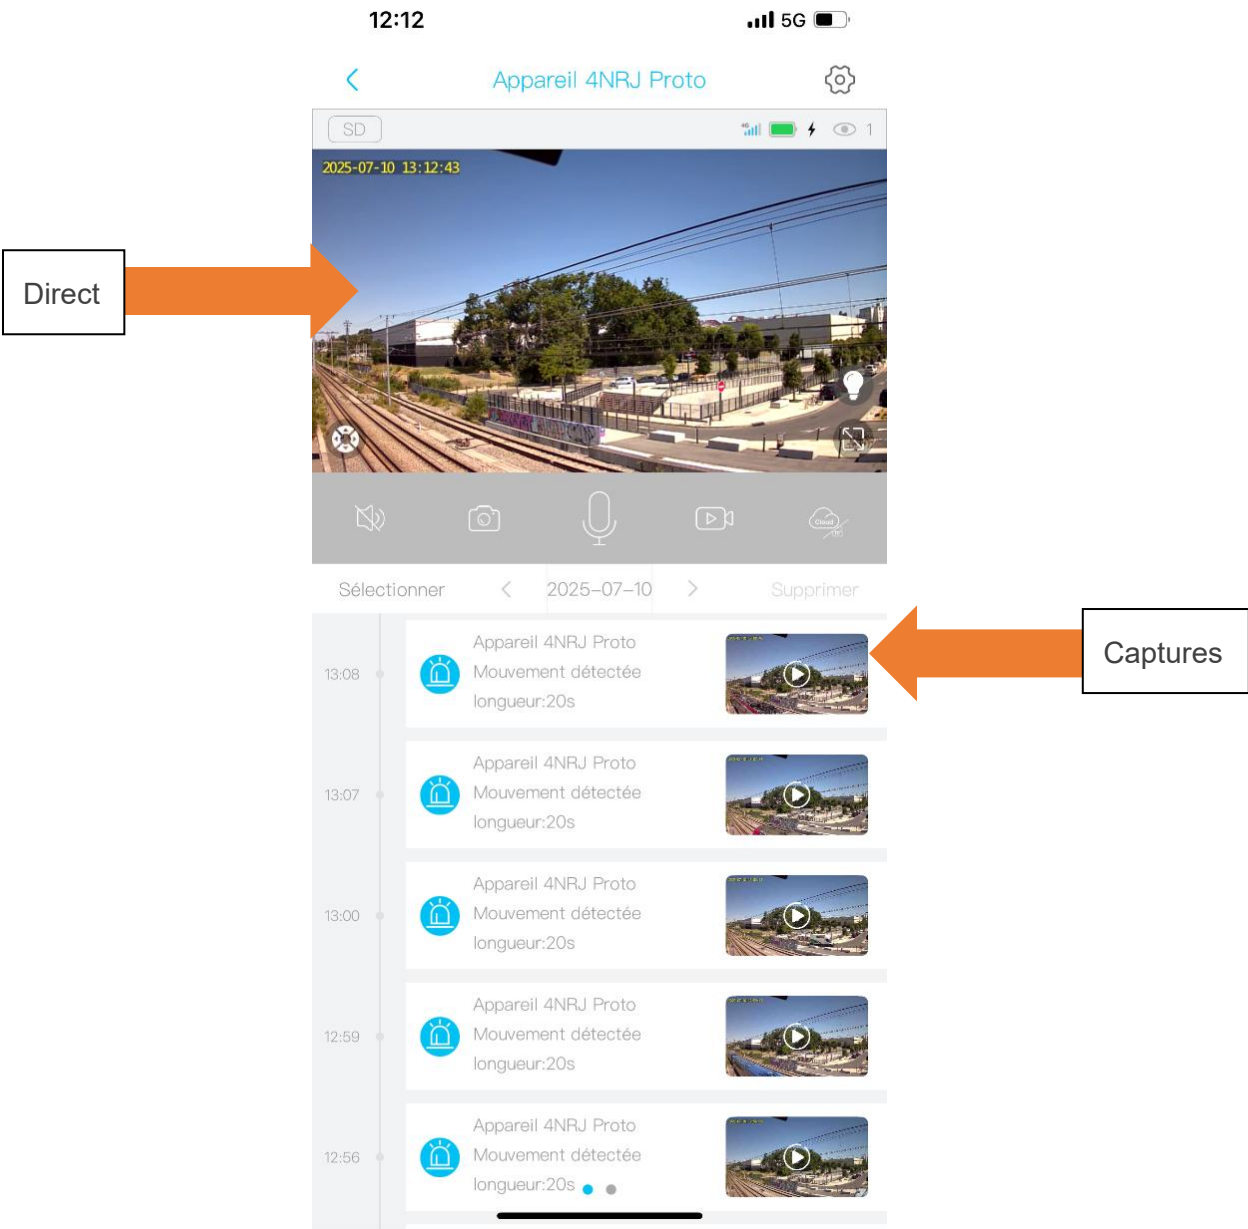 12:12
5G
Appareil 4NRJ Proto
SD
4G
1
2025-07-10 13:12:43
Direct
Cloud
Sélectionner
2025-07-10
Supprimer
13:08
Appareil 4NRJ Proto
Mouvement détectée
longueur:20s
Captures
13:07
Appareil 4NRJ Proto
Mouvement détectée
longueur:20s
13:00
Appareil 4NRJ Proto
Mouvement détectée
longueur:20s
12:59
Appareil 4NRJ Proto
Mouvement détectée
longueur:20s
12:56
Appareil 4NRJ Proto
Mouvement détectée
longueur:20s